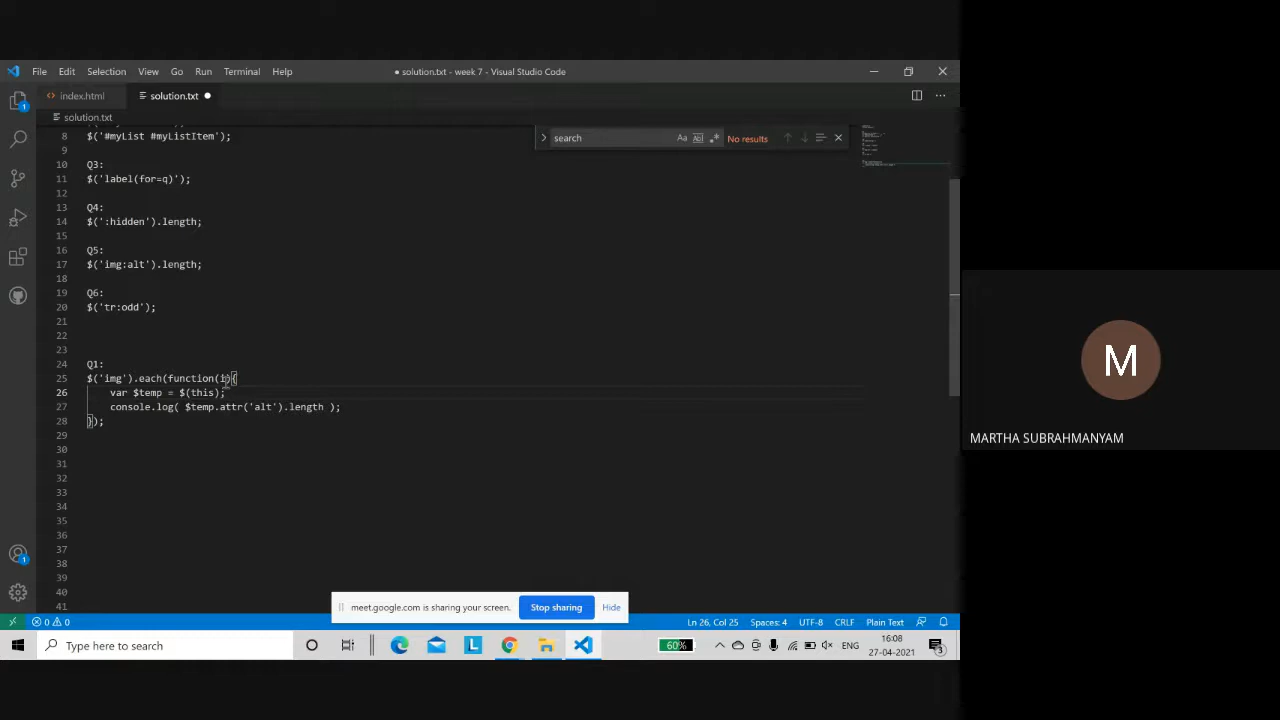 File Edit Selection View Go Run Terminal Help
● solution.txt - week 7 - Visual Studio Code
index.html
solution.txt
solution.txt
search
Aa
No results
8 $('#myList #myListItem');
9
10 Q3:
11 $('label(for=q)');
12
13 Q4:
14 $(':hidden').length;
15
16 Q5:
17 $('img:alt').length;
18
19 Q6:
20 $('tr:odd');
21
22
23
24 Q1:
25 $('img').each(function(i){
26 var $temp = $(this);
27 console.log( $temp.attr('alt').length );
28 });
29
30
31
32
33
34
35
36
37
38
39
40
41
M
MARTHA SUBRAHMANYAM
meet.google.com is sharing your screen.
Stop sharing
Hide
0 0
Ln 26, Col 25 Spaces: 4 UTF-8 CRLF Plain Text
Type here to search
60%
ENG
16:08
27-04-2021
3